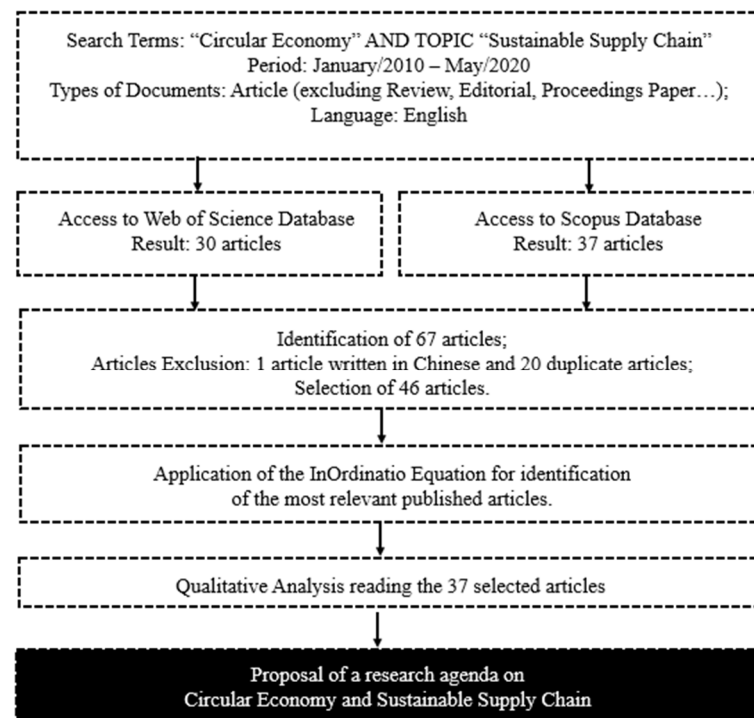 Search Terms: “Circular Economy” AND TOPIC “Sustainable Supply Chain”
Period: January/2010 – May/2020
Types of Documents: Article (excluding Review, Editorial, Proceedings Paper…);
Language: English
Access to Web of Science Database
Result: 30 articles
Access to Scopus Database
Result: 37 articles
Identification of 67 articles;
Articles Exclusion: 1 article written in Chinese and 20 duplicate articles;
Selection of 46 articles.
Application of the InOrdinatio Equation for identification
of the most relevant published articles.
Qualitative Analysis reading the 37 selected articles
Proposal of a research agenda on
Circular Economy and Sustainable Supply Chain